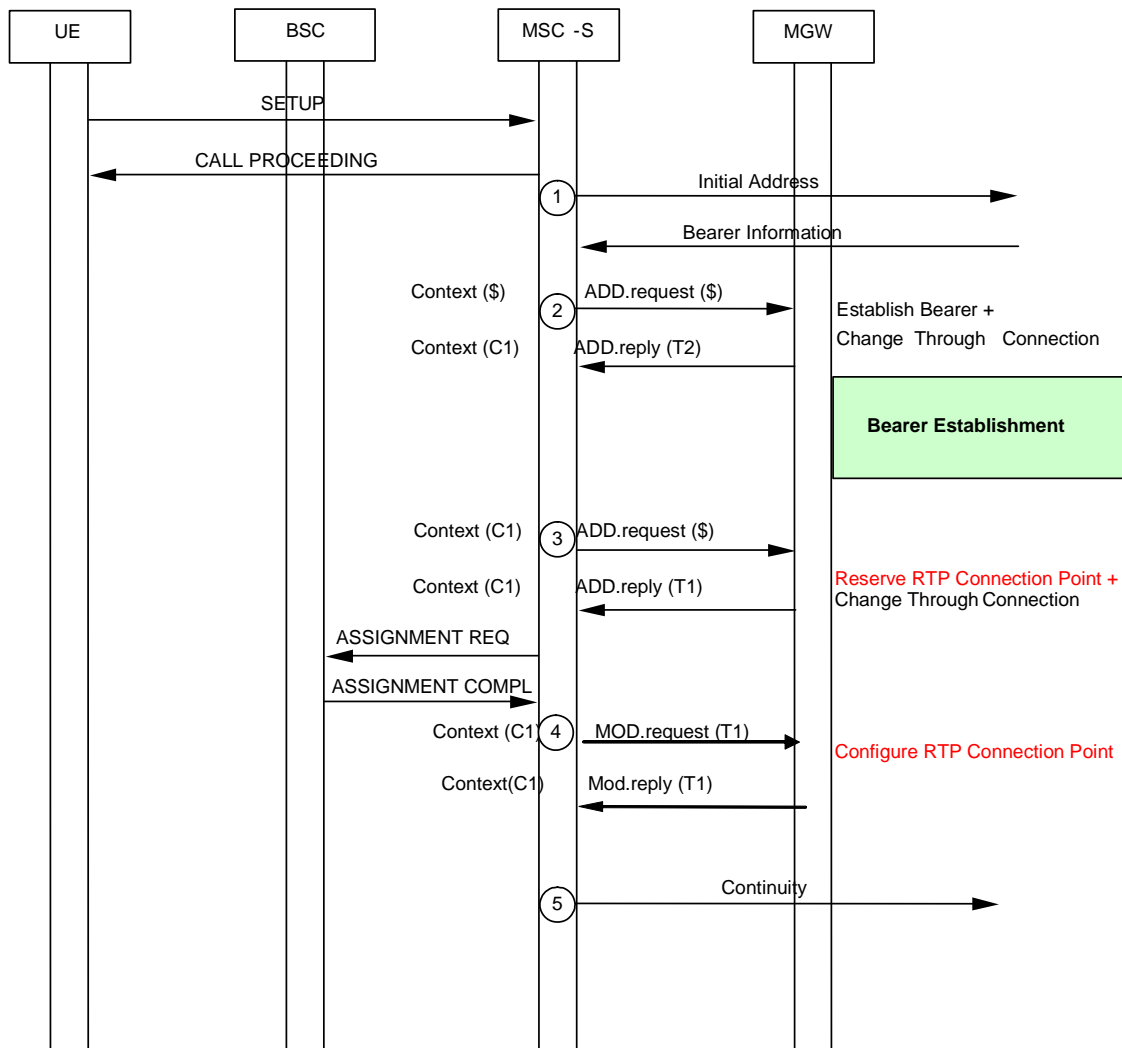 UE
BSC
MSC -S
MGW
SETUP
CALL PROCEEDING
1
Initial Address
Bearer Information
Context ($)
2
ADD.request ($)
Establish Bearer +
Change Through Connection
Context (C1)
ADD.reply (T2)
Bearer Establishment
Context (C1)
3
ADD.request ($)
Reserve RTP Connection Point +
Change Through Connection
Context (C1)
ADD.reply (T1)
ASSIGNMENT REQ
ASSIGNMENT COMPL
Context (C1)
4
MOD.request (T1)
Configure RTP Connection Point
Context(C1)
Mod.reply (T1)
5
Continuity